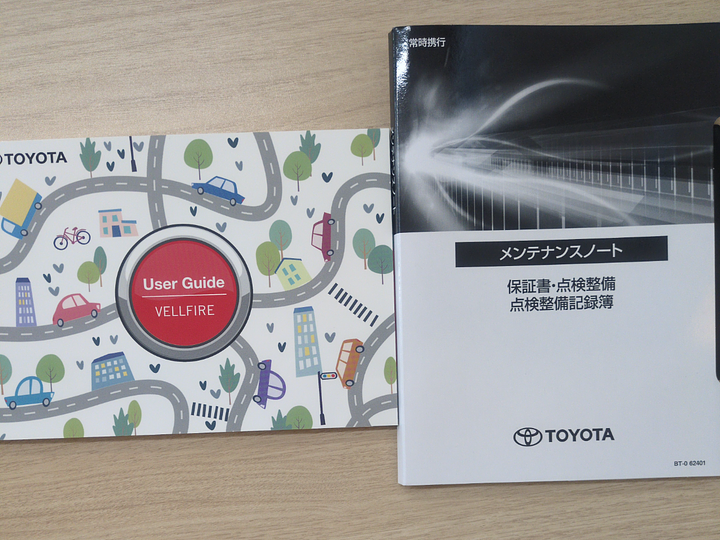 TOYOTA
User Guide
VELLFIRE
常時携行
メンテナンスノート
保証書・点検整備
点検整備記録簿
TOYOTA
BT-0 62401